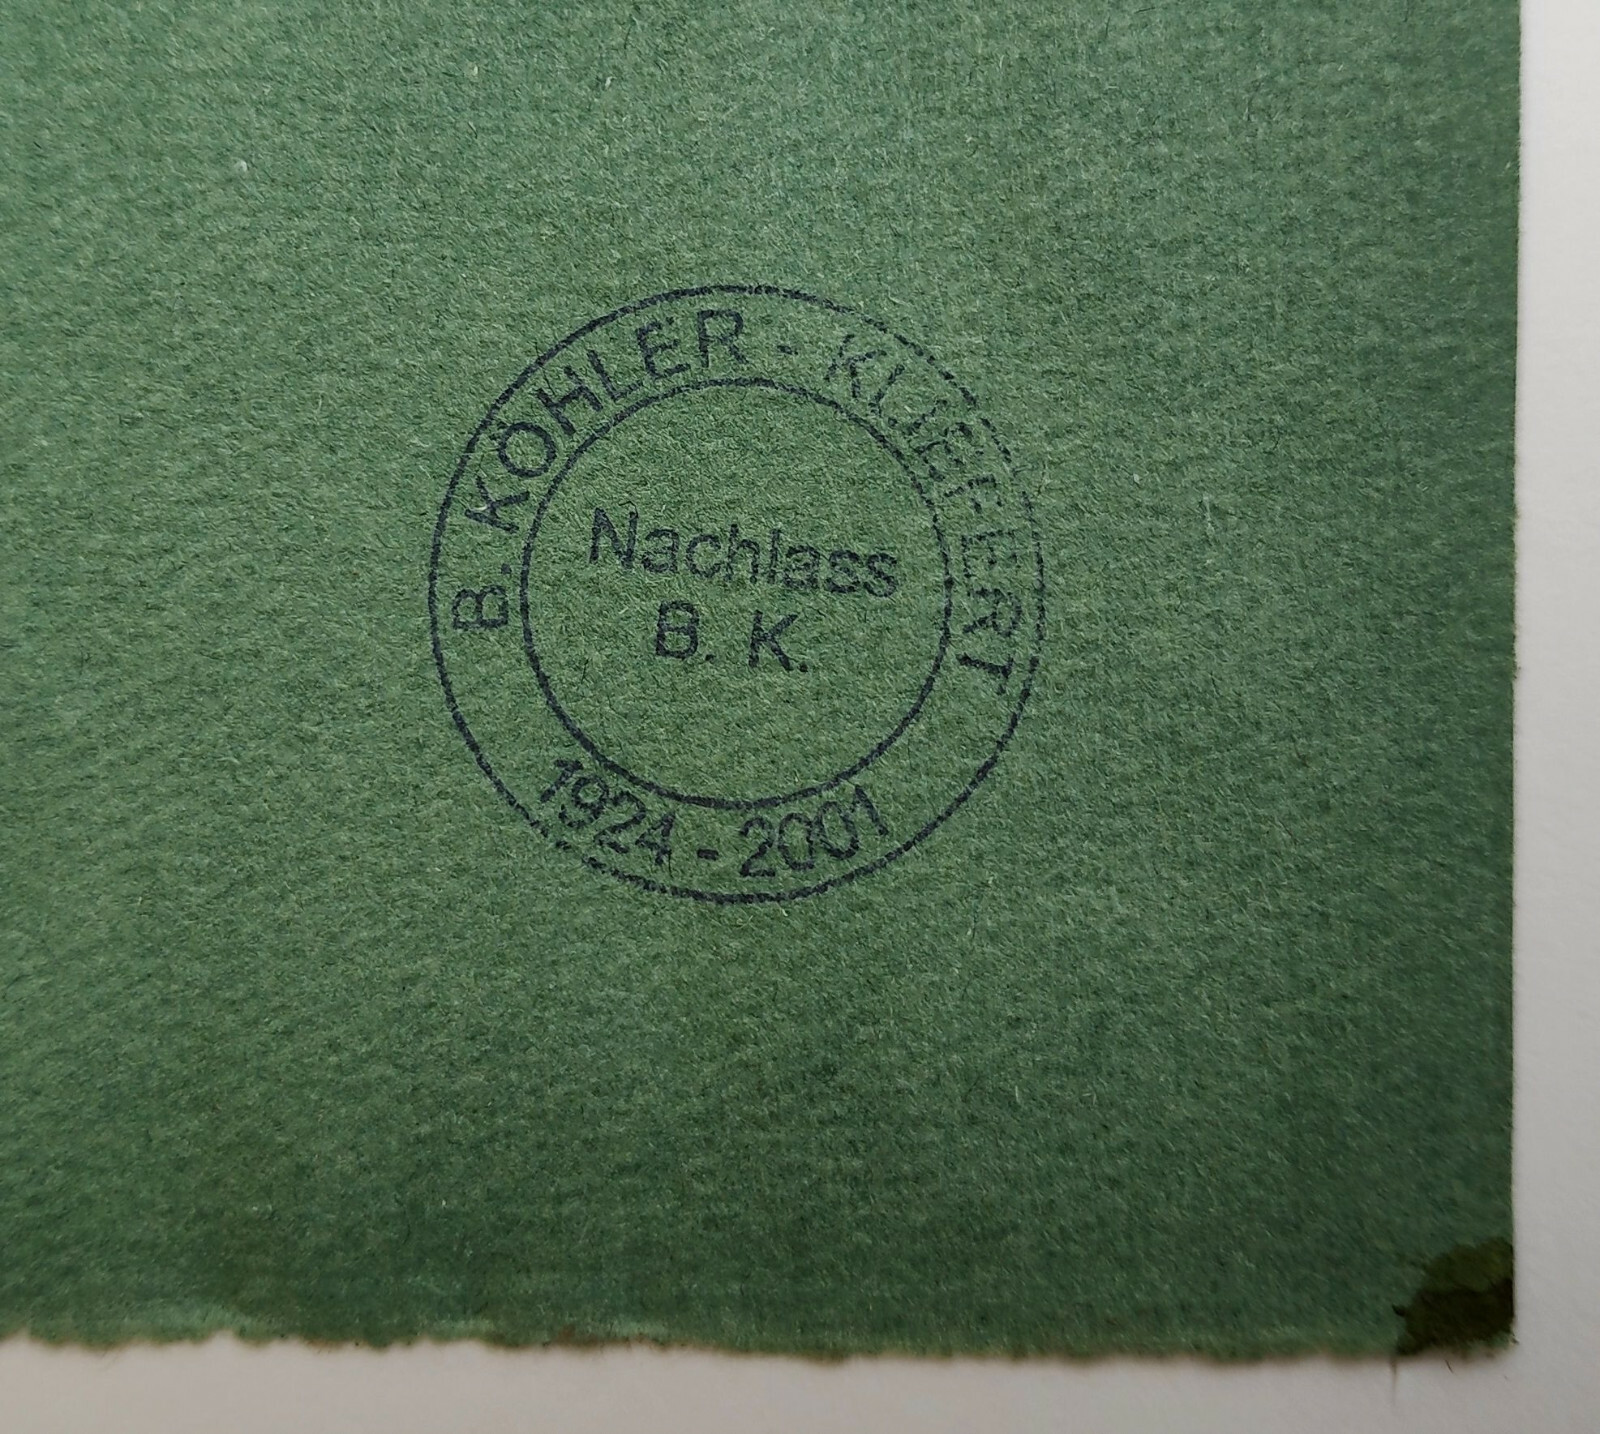 B. KÖHLER - KLIEFERT
Nachlass
B. K.
1924 - 2001